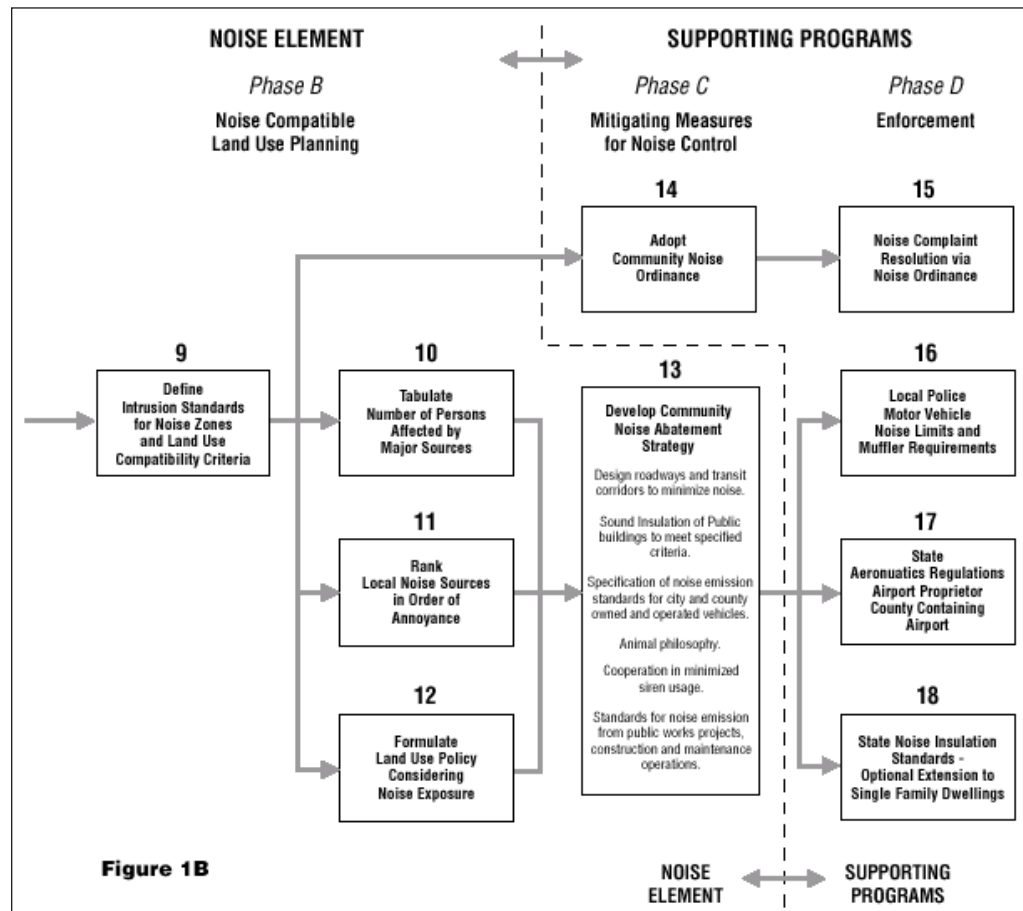 NOISE ELEMENT
SUPPORTING PROGRAMS
Phase B
Noise Compatible
Land Use Planning
Phase C
Mitigating Measures
for Noise Control
Phase D
Enforcement
14
Adopt
Community Noise
Ordinance
15
Noise Complaint
Resolution via
Noise Ordinance
9
Define
Intrusion Standards
for Noise Zones
and Land Use
Compatibility Criteria
10
Tabulate
Number of Persons
Affected by
Major Sources
11
Rank
Local Noise Sources
in Order of
Annoyance
12
Formulate
Land Use Policy
Considering
Noise Exposure
13
Develop Community
Noise Abatement
Strategy
Design roadways and transit
corridors to minimize noise.
Sound Insulation of Public
buildings to meet specified
criteria.
Specification of noise emission
standards for city and county
owned and operated vehicles.
Animal philosophy.
Cooperation in minimized
siren usage.
Standards for noise emission
from public works projects,
construction and maintenance
operations.
16
Local Police
Motor Vehicle
Noise Limits and
Muffler Requirements
17
State
Aeronuatics Regulations
Airport Proprietor
County Containing
Airport
18
State Noise Insulation
Standards -
Optional Extension to
Single Family Dwellings
Figure 1B
NOISE
ELEMENT
SUPPORTING
PROGRAMS